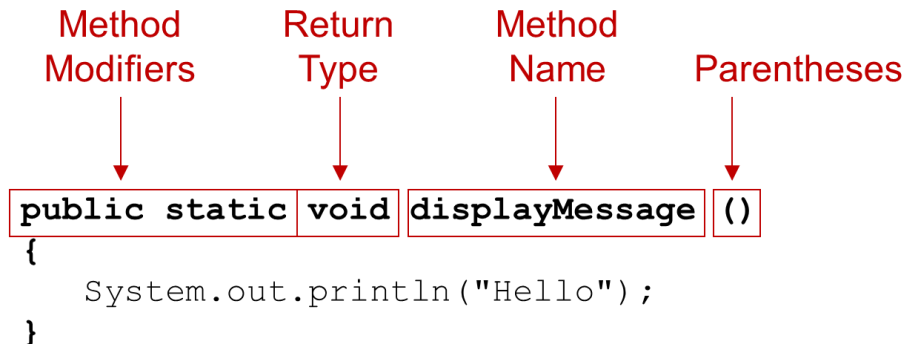 Method Return Method
Modifiers Type Name Parentheses
public static void displayMessage ()
{
System.out.println("Hello");
}